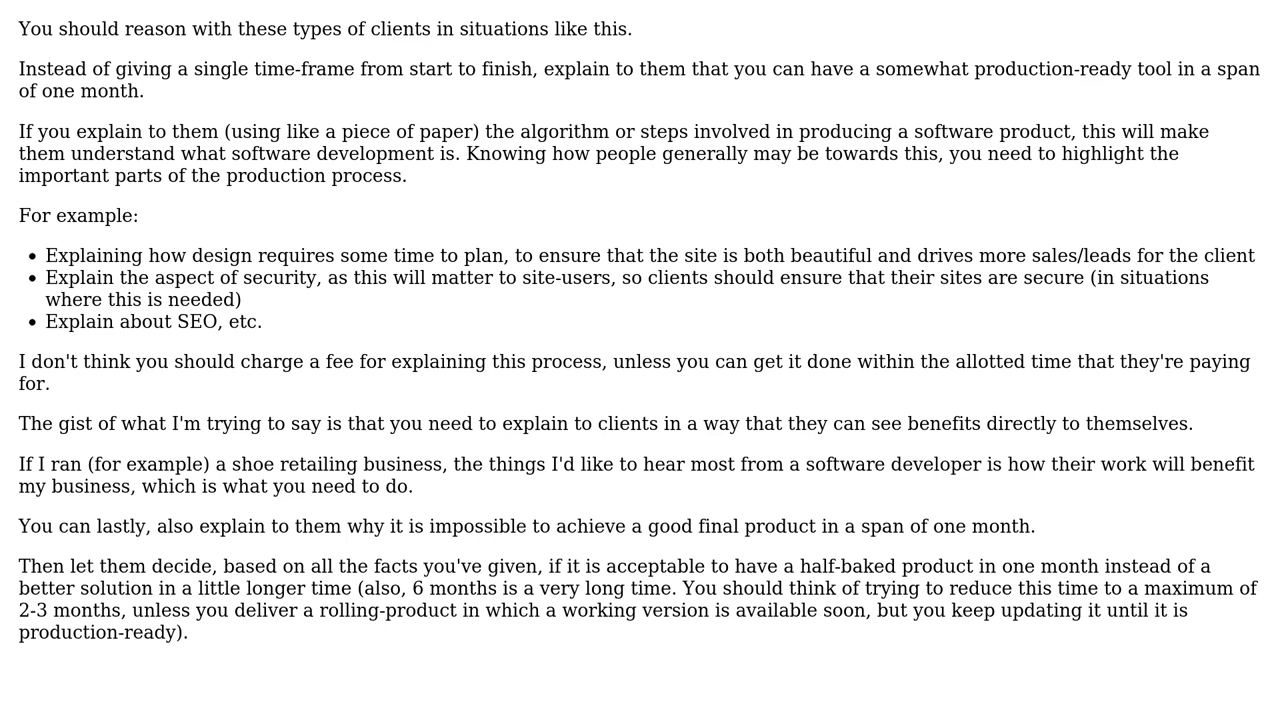 You should reason with these types of clients in situations like this.
Instead of giving a single time-frame from start to finish, explain to them that you can have a somewhat production-ready tool in a span
of one month.
If you explain to them (using like a piece of paper) the algorithm or steps involved in producing a software product, this will make
them understand what software development is. Knowing how people generally may be towards this, you need to highlight the
important parts of the production process.
For example:
• Explaining how design requires some time to plan, to ensure that the site is both beautiful and drives more sales/leads for the client
• Explain the aspect of security, as this will matter to site-users, so clients should ensure that their sites are secure (in situations
where this is needed)
• Explain about SEO, etc.
I don't think you should charge a fee for explaining this process, unless you can get it done within the allotted time that they're paying
for.
The gist of what I'm trying to say is that you need to explain to clients in a way that they can see benefits directly to themselves.
If I ran (for example) a shoe retailing business, the things I'd like to hear most from a software developer is how their work will benefit
my business, which is what you need to do.
You can lastly, also explain to them why it is impossible to achieve a good final product in a span of one month.
Then let them decide, based on all the facts you've given, if it is acceptable to have a half-baked product in one month instead of a
better solution in a little longer time (also, 6 months is a very long time. You should think of trying to reduce this time to a maximum of
2-3 months, unless you deliver a rolling-product in which a working version is available soon, but you keep updating it until it is
production-ready).